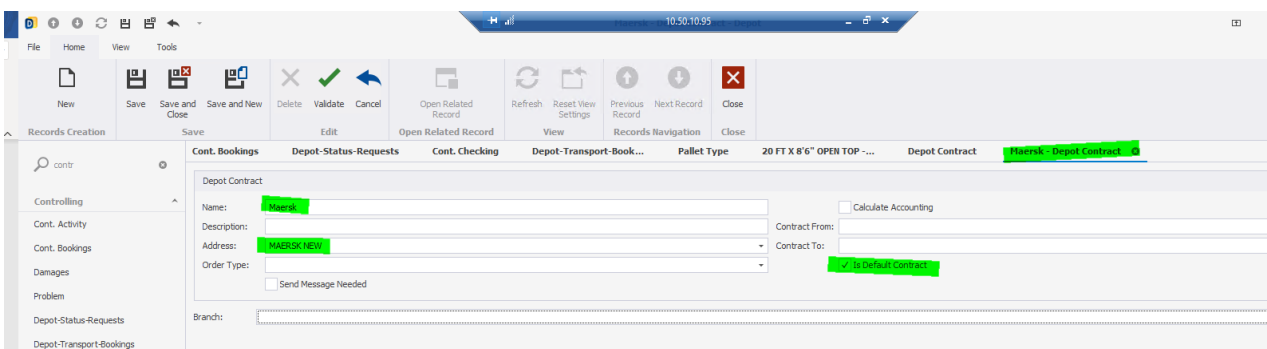 10.50.10.95
File Home View Tools
New Save Save and Close Save and New Delete Validate Cancel Open Related Record Refresh Reset View Settings Previous Record Next Record Close
Records Creation Save Edit Open Related Record View Records Navigation Close
contr
Cont. Bookings Depot-Status-Requests Cont. Checking Depot-Transport-Book... Pallet Type 20 FT X 8'6" OPEN TOP -... Depot Contract Maersk - Depot Contract
Depot Contract
Controlling
Name: Maersk Calculate Accounting
Cont. Activity
Description: Contract From:
Cont. Bookings
Address: MAERSK NEW Contract To:
Damages
Order Type: Is Default Contract
Send Message Needed
Problem
Depot-Status-Requests
Branch:
Depot-Transport-Bookings